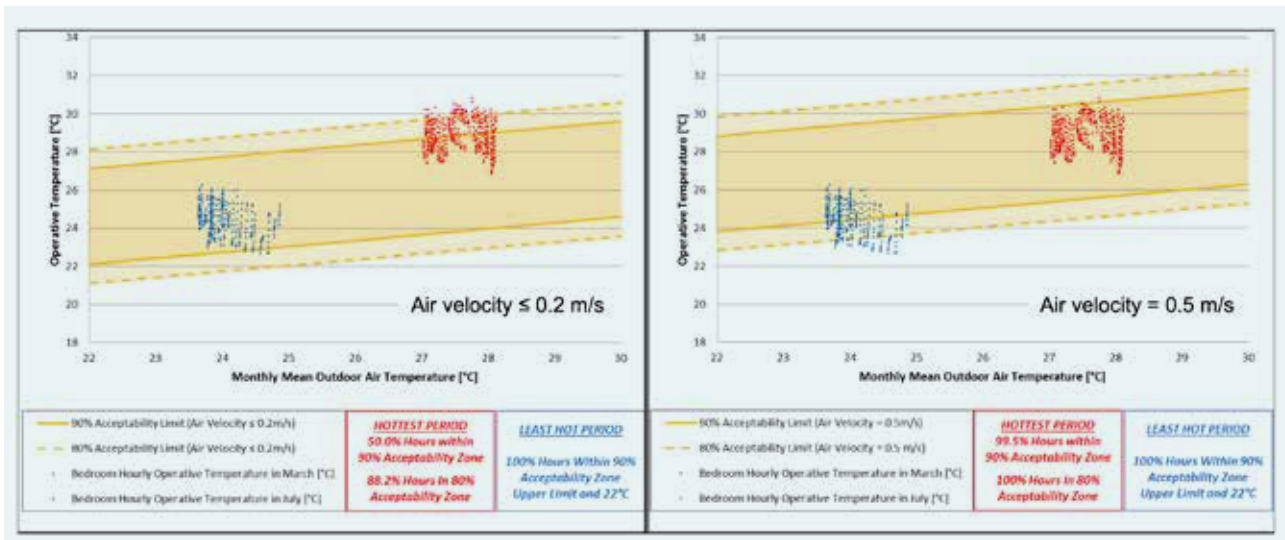 34
32
30
28
26
24
22
20
18
Operative Temperature [°C]
Air velocity ≤ 0.2 m/s
22 23 24 25 26 27 28 29 30
Monthly Mean Outdoor Air Temperature [°C]
90% Acceptability Limit (Air Velocity ≤ 0.2m/s)
80% Acceptability Limit (Air Velocity ≤ 0.2m/s)
Bedroom Hourly Operative Temperature in March [°C]
Bedroom Hourly Operative Temperature in July [°C]
HOTTEST PERIOD
50.0% Hours within
90% Acceptability Zone
88.2% Hours In 80%
Acceptability Zone
LEAST HOT PERIOD
100% Hours Within 90%
Acceptability Zone
Upper Limit and 22°C
34
32
30
28
26
24
22
20
18
Operative Temperature [°C]
Air velocity = 0.5 m/s
22 23 24 25 26 27 28 29 30
Monthly Mean Outdoor Air Temperature [°C]
90% Acceptability Limit (Air Velocity = 0.5m/s)
80% Acceptability Limit (Air Velocity = 0.5 m/s)
Bedroom Hourly Operative Temperature in March [°C]
Bedroom Hourly Operative Temperature in July [°C]
HOTTEST PERIOD
99.5% Hours within
90% Acceptability Zone
100% Hours In 80%
Acceptability Zone
LEAST HOT PERIOD
100% Hours Within 90%
Acceptability Zone
Upper Limit and 22°C